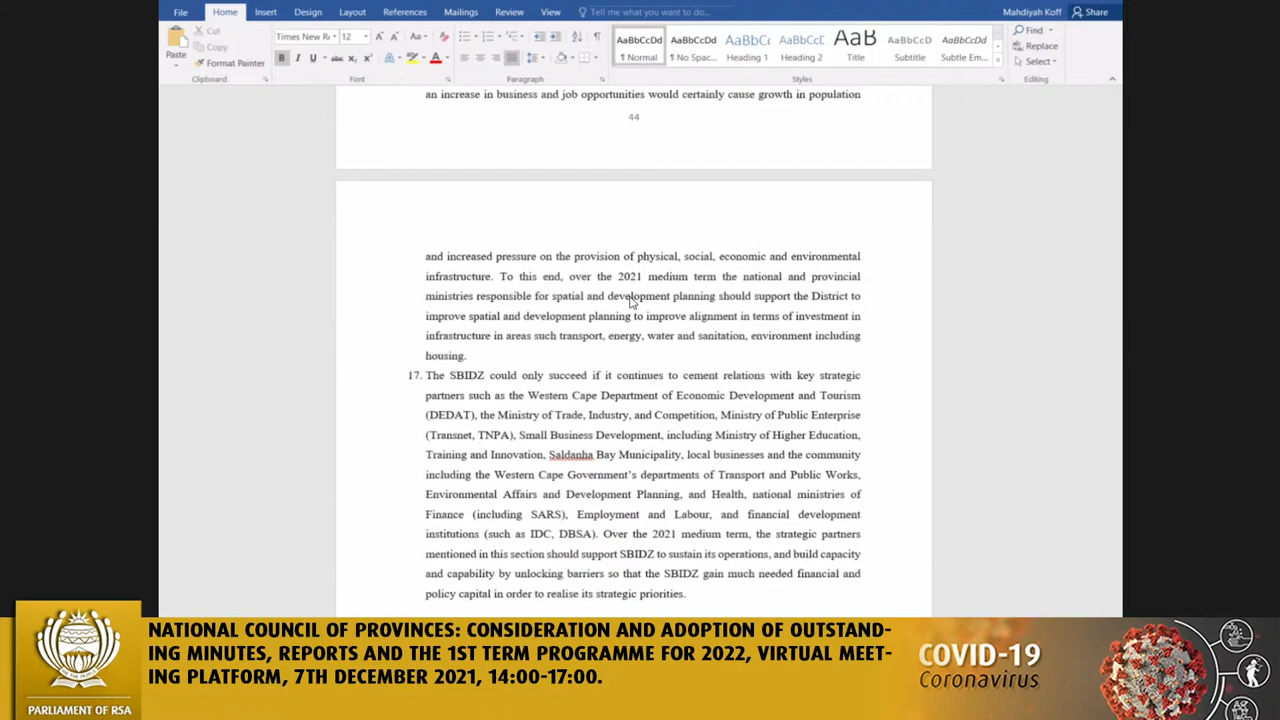 File Home Insert Design Layout References Mailings Review View Tell me what you want to do... Mahdiyah Koff Share
Paste Cut Copy Format Painter
Times New Ro 12 Aa
B I U abc X₂ X² A
AaBbCcDd AaBbCcDd AaBbCc AaBbCcDd AaB AaBbCcD AaBbCcDd
¶ Normal ¶ No Spac... Heading 1 Heading 2 Title Subtitle Subtle Em...
Find Replace Select
Clipboard Font Paragraph Styles Editing
an increase in business and job opportunities would certainly cause growth in population
44
and increased pressure on the provision of physical, social, economic and environmental
infrastructure. To this end, over the 2021 medium term the national and provincial
ministries responsible for spatial and development planning should support the District to
improve spatial and development planning to improve alignment in terms of investment in
infrastructure in areas such transport, energy, water and sanitation, environment including
housing.
17. The SBIDZ could only succeed if it continues to cement relations with key strategic
partners such as the Western Cape Department of Economic Development and Tourism
(DEDAT), the Ministry of Trade, Industry, and Competition, Ministry of Public Enterprise
(Transnet, TNPA), Small Business Development, including Ministry of Higher Education,
Training and Innovation, Saldanha Bay Municipality, local businesses and the community
including the Western Cape Government's departments of Transport and Public Works,
Environmental Affairs and Development Planning, and Health, national ministries of
Finance (including SARS), Employment and Labour, and financial development
institutions (such as IDC, DBSA). Over the 2021 medium term, the strategic partners
mentioned in this section should support SBIDZ to sustain its operations, and build capacity
and capability by unlocking barriers so that the SBIDZ gain much needed financial and
policy capital in order to realise its strategic priorities.
PARLIAMENT OF RSA
NATIONAL COUNCIL OF PROVINCES: CONSIDERATION AND ADOPTION OF OUTSTAND-
ING MINUTES, REPORTS AND THE 1ST TERM PROGRAMME FOR 2022, VIRTUAL MEET-
ING PLATFORM, 7TH DECEMBER 2021, 14:00-17:00.
COVID-19
Coronavirus